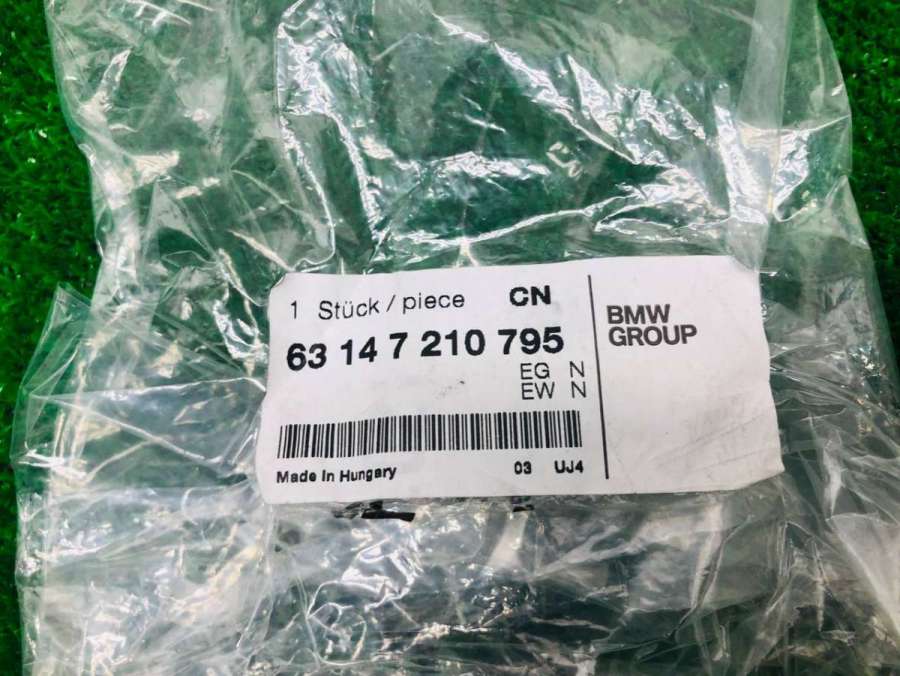 1 Stück / piece CN
63 14 7 210 795
EG N
EW N
Made in Hungary 03 UJ4
BMW
GROUP